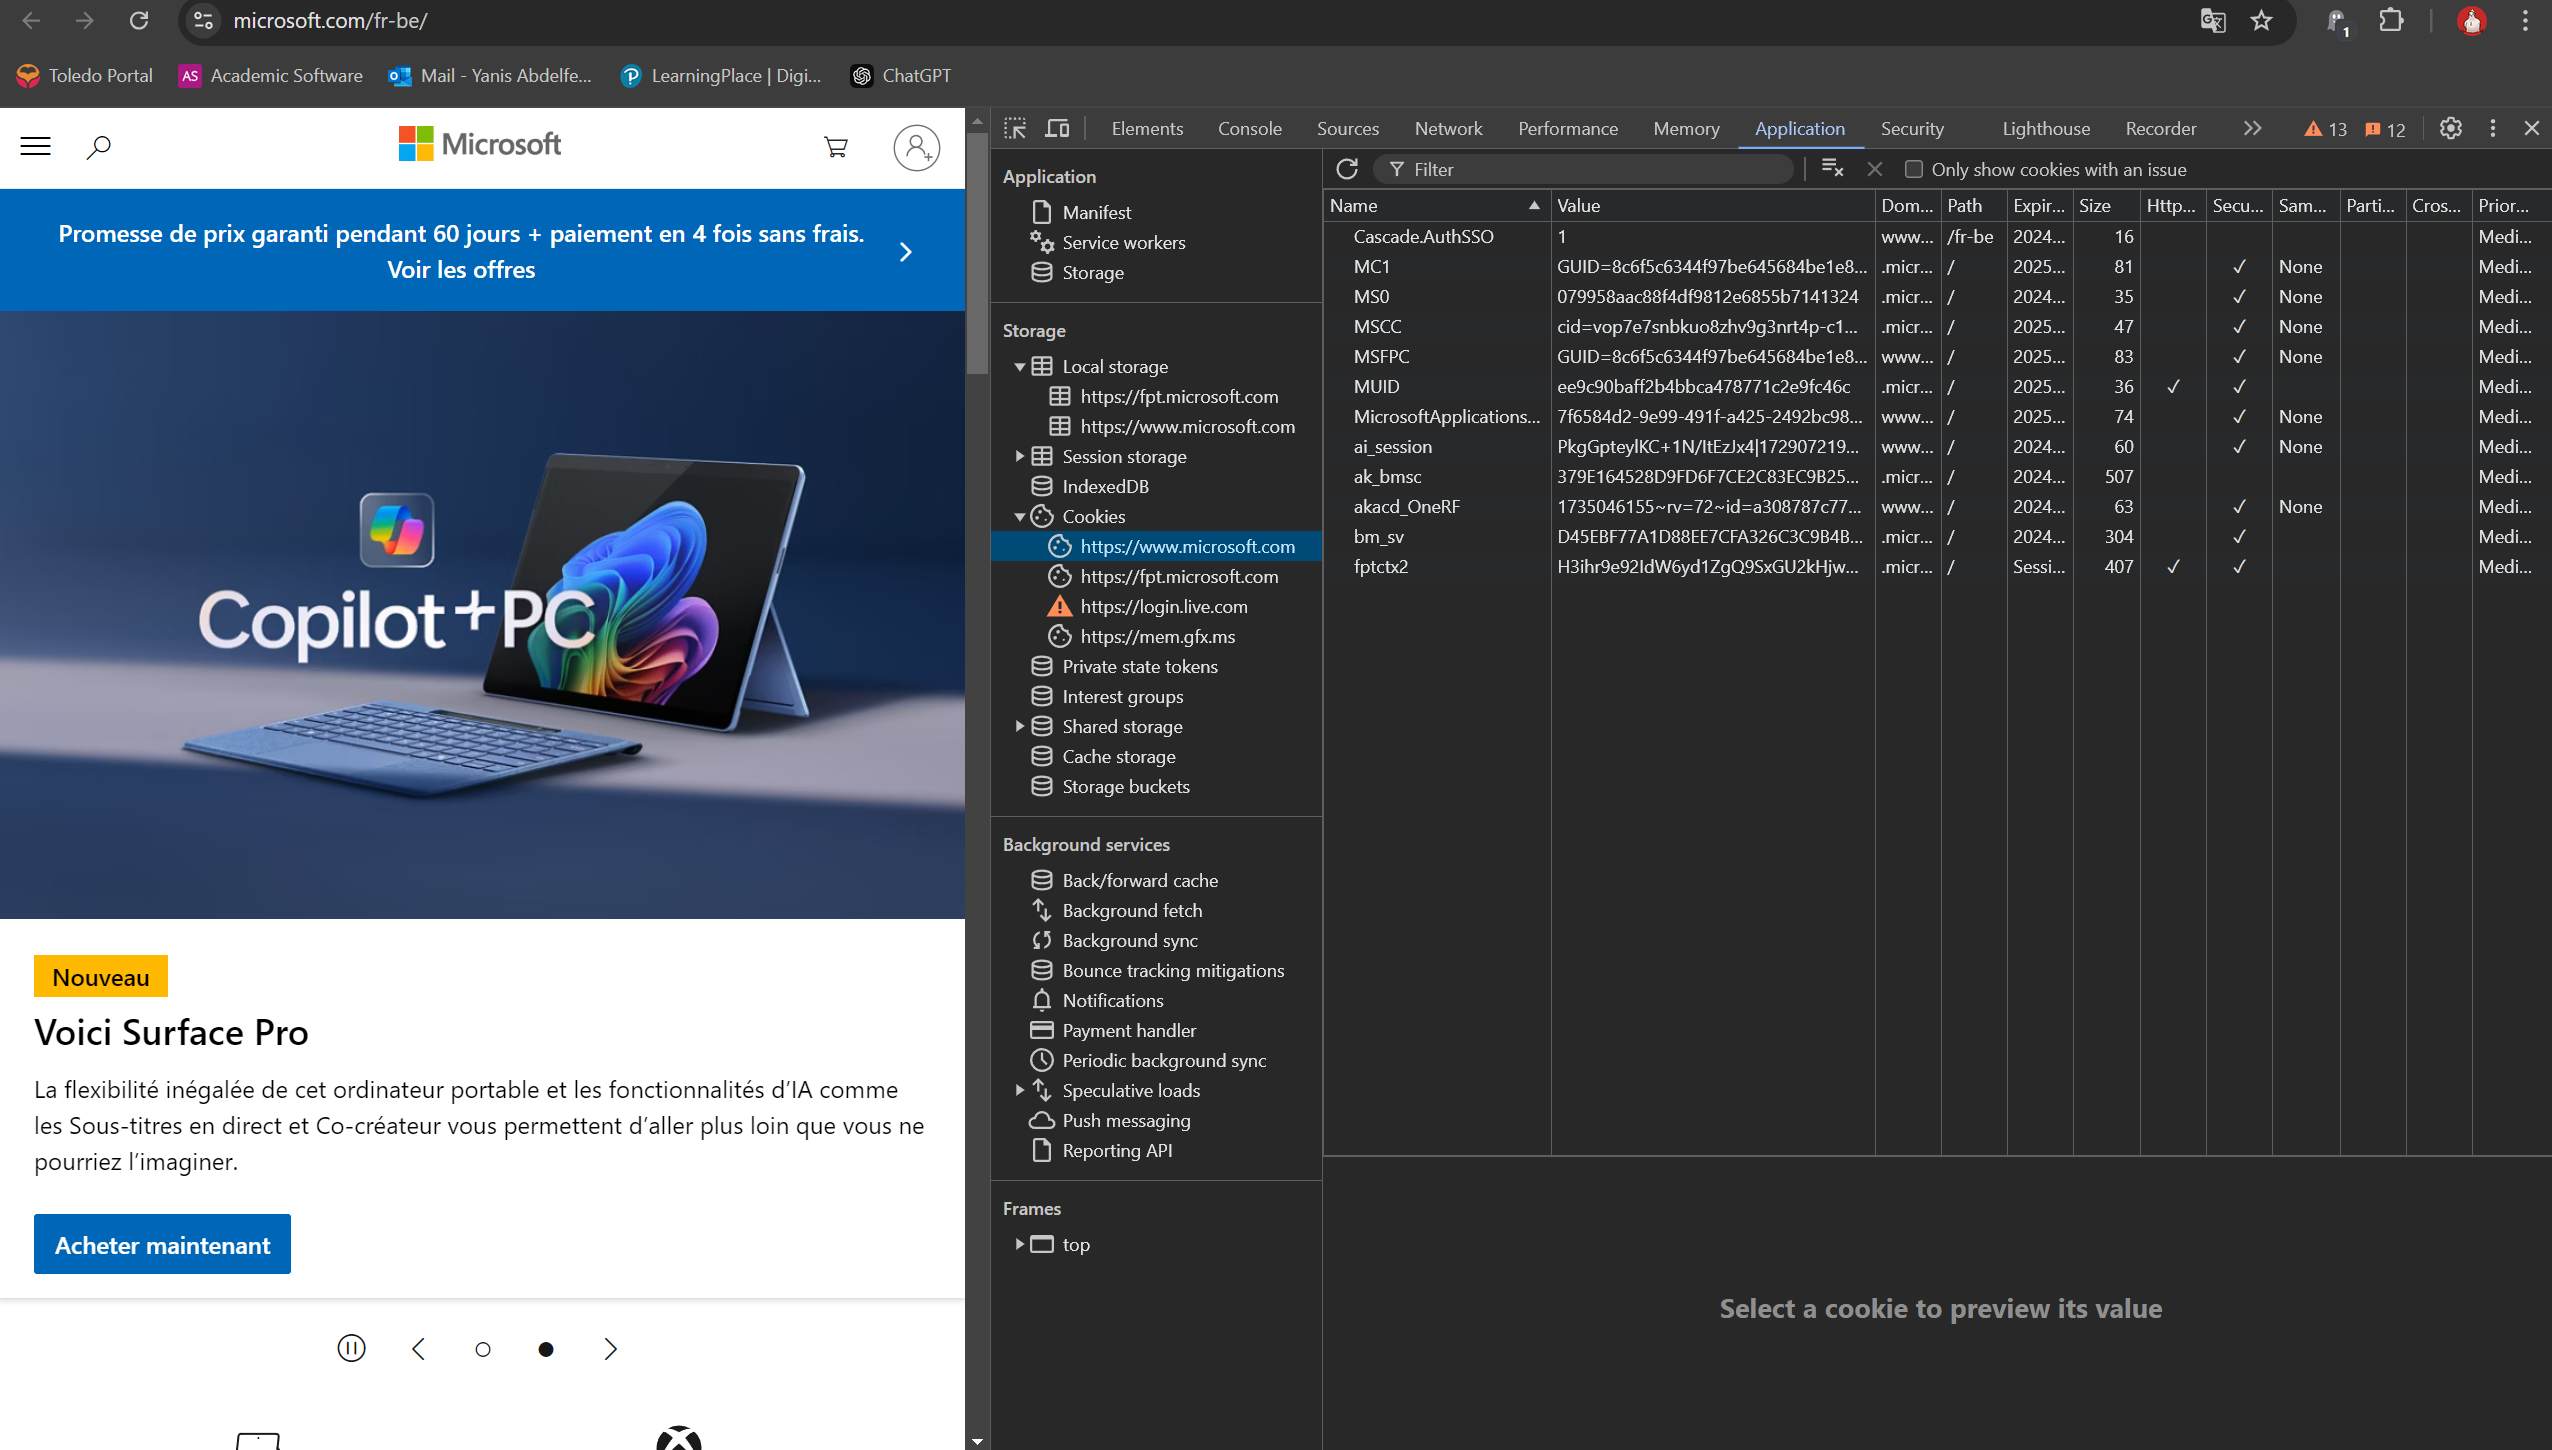 microsoft.com/fr-be/
1
Toledo Portal
AS Academic Software
Mail - Yanis Abdelfe...
LearningPlace | Digi...
ChatGPT
Microsoft
Promesse de prix garanti pendant 60 jours + paiement en 4 fois sans frais.
Voir les offres
Copilot+PC
Nouveau
Voici Surface Pro
La flexibilité inégalée de cet ordinateur portable et les fonctionnalités d’IA comme
les Sous-titres en direct et Co-créateur vous permettent d’aller plus loin que vous ne
pourriez l’imaginer.
Acheter maintenant
Elements Console Sources Network Performance Memory Application Security Lighthouse Recorder 13 12
Application
Manifest
Service workers
Storage
Storage
Local storage
https://fpt.microsoft.com
https://www.microsoft.com
Session storage
IndexedDB
Cookies
https://www.microsoft.com
https://fpt.microsoft.com
https://login.live.com
https://mem.gfx.ms
Private state tokens
Interest groups
Shared storage
Cache storage
Storage buckets
Background services
Back/forward cache
Background fetch
Background sync
Bounce tracking mitigations
Notifications
Payment handler
Periodic background sync
Speculative loads
Push messaging
Reporting API
Frames
top
Filter Only show cookies with an issue
Name Value Dom... Path Expir... Size Http... Secu... Sam... Parti... Cros... Prior...
Cascade.AuthSSO 1 www... /fr-be 2024... 16 Medi...
MC1 GUID=8c6f5c6344f97be645684be1e8... .micr... / 2025... 81 ✓ None Medi...
MS0 079958aac88f4df9812e6855b7141324 .micr... / 2024... 35 ✓ None Medi...
MSCC cid=vop7e7snbkuo8zhv9g3nrt4p-c1... .micr... / 2025... 47 ✓ None Medi...
MSFPC GUID=8c6f5c6344f97be645684be1e8... www... / 2025... 83 ✓ None Medi...
MUID ee9c90baff2b4bbca478771c2e9fc46c .micr... / 2025... 36 ✓ ✓ Medi...
MicrosoftApplications... 7f6584d2-9e99-491f-a425-2492bc98... www... / 2025... 74 ✓ None Medi...
ai_session PkgGpteylKC+1N/ItEzJx4|172907219... www... / 2024... 60 ✓ None Medi...
ak_bmsc 379E164528D9FD6F7CE2C83EC9B25... .micr... / 2024... 507 Medi...
akacd_OneRF 1735046155~rv=72~id=a308787c77... www... / 2024... 63 ✓ None Medi...
bm_sv D45EBF77A1D88EE7CFA326C3C9B4B... .micr... / 2024... 304 ✓ Medi...
fptctx2 H3ihr9e92IdW6yd1ZgQ9SxGU2kHjw... .micr... / Sessi... 407 ✓ ✓ Medi...
Select a cookie to preview its value